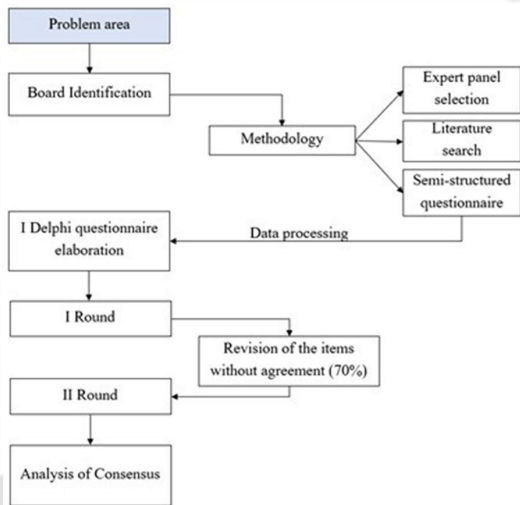 Problem area
Board Identification
Methodology
Expert panel
selection
Literature
search
Semi-structured
questionnaire
Data processing
I Delphi questionnaire
elaboration
I Round
Revision of the items
without agreement (70%)
II Round
Analysis of Consensus